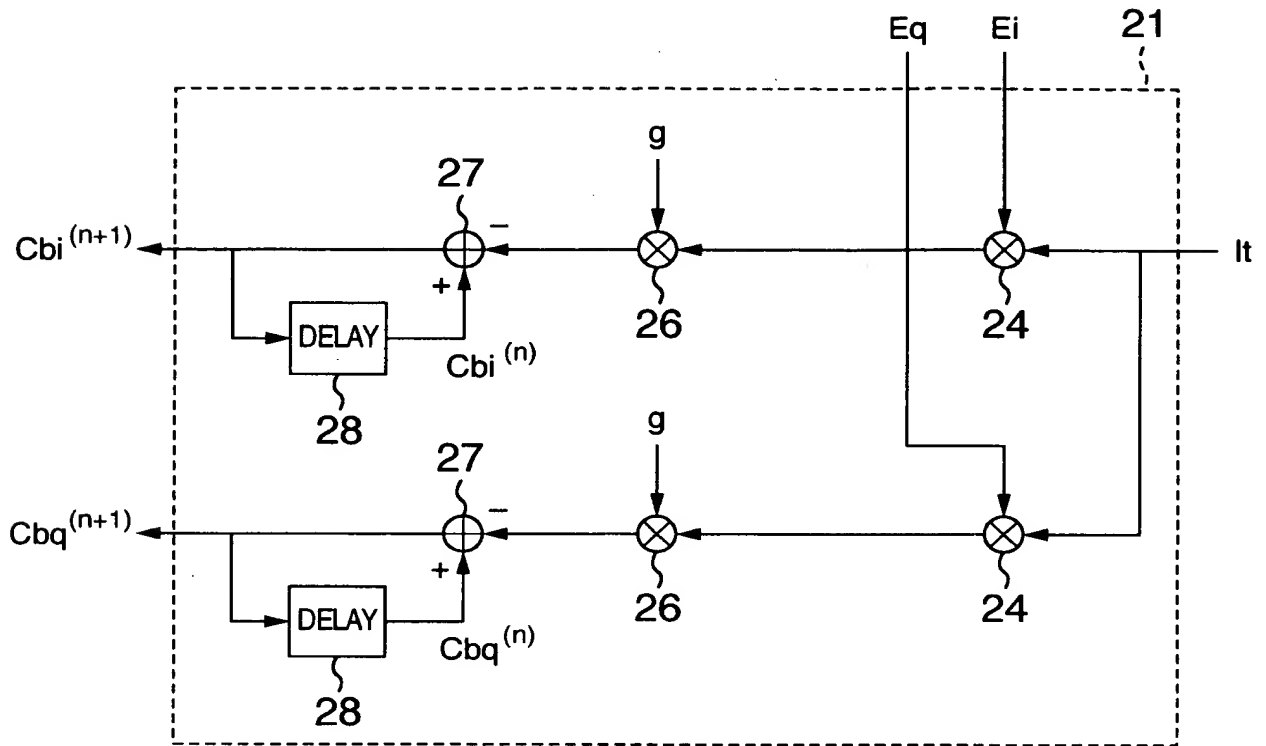 Eq Ei 21
g
27
−
Cbi (n+1) It
+
26 24
DELAY
Cbi (n)
28
g
27
−
Cbq (n+1)
+
26 24
DELAY
Cbq (n)
28